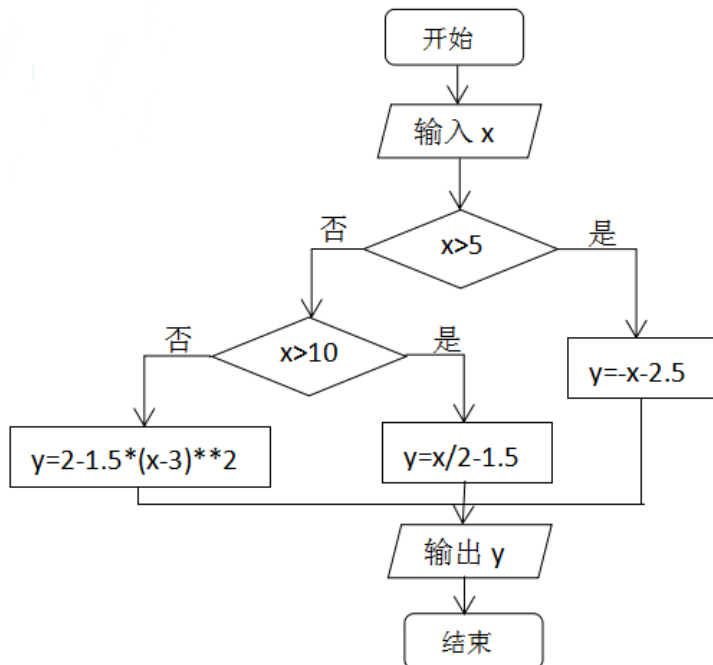 开始
输入 x
否
x>5
是
否
x>10
是
y=-x-2.5
y=2-1.5*(x-3)**2
y=x/2-1.5
输出 y
结束